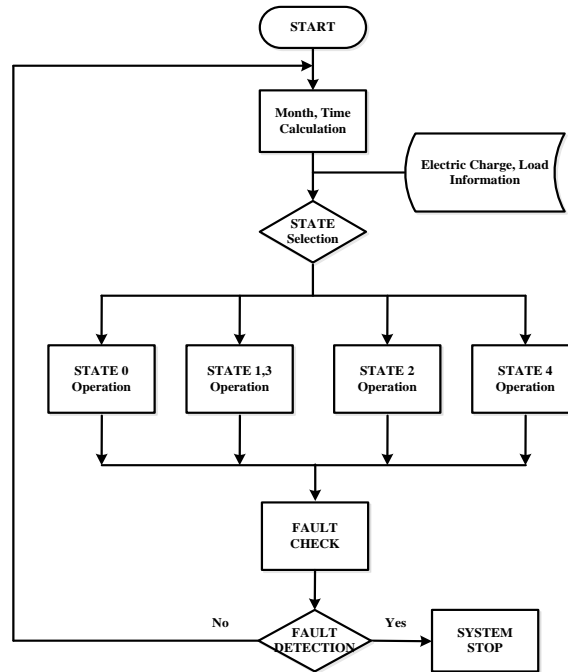 START
Month, Time
Calculation
Electric Charge, Load
Information
STATE
Selection
STATE 0
Operation
STATE 1,3
Operation
STATE 2
Operation
STATE 4
Operation
FAULT
CHECK
No
FAULT
DETECTION
Yes
SYSTEM
STOP